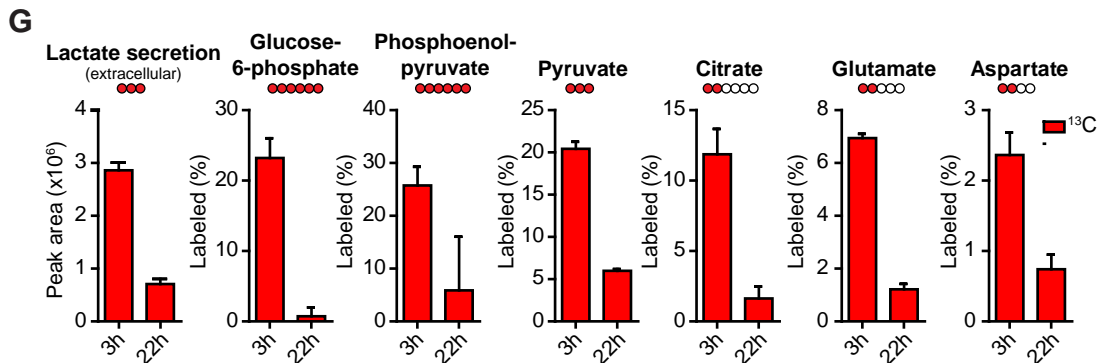 G
Lactate secretion
(extracellular)
Peak area (x10⁶)
4
3
2
1
0
3h
22h
Glucose-
6-phosphate
Labeled (%)
30
20
10
0
3h
22h
Phosphoenol-
pyruvate
Labeled (%)
40
30
20
10
0
3h
22h
Pyruvate
Labeled (%)
25
20
15
10
5
0
3h
22h
Citrate
Labeled (%)
15
10
5
0
3h
22h
Glutamate
Labeled (%)
8
6
4
2
0
3h
22h
Aspartate
Labeled (%)
3
2
1
0
3h
22h
¹³C